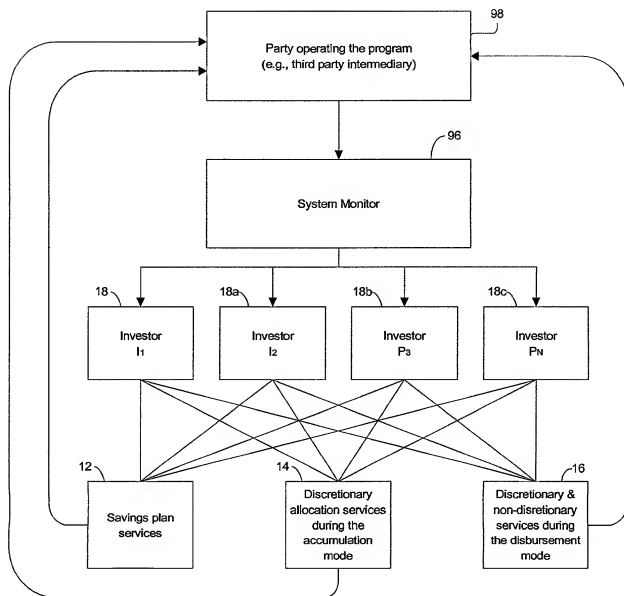 98
Party operating the program
(e.g., third party intermediary)
96
System Monitor
18
18a
18b
18c
Investor
I1
Investor
I2
Investor
P3
Investor
PN
12
14
16
Savings plan
services
Discretionary
allocation services
during the
accumulation
mode
Discretionary &
non-disretionary
services during
the disbursement
mode